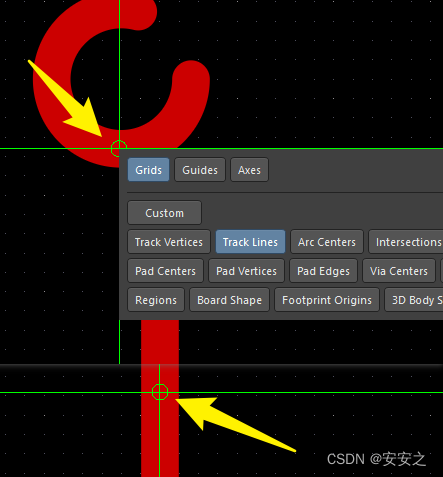 Grids Guides Axes
Custom
Track Vertices Track Lines Arc Centers Intersections
Pad Centers Pad Vertices Pad Edges Via Centers
Regions Board Shape Footprint Origins 3D Body S
CSDN @安安之